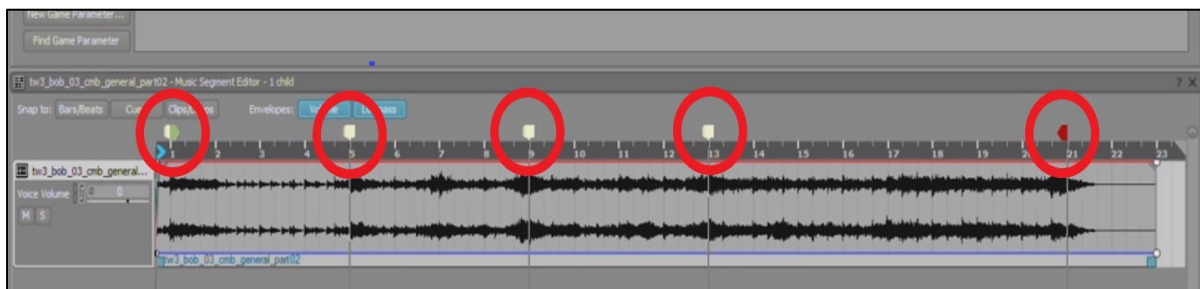 New Game Parameter...
Find Game Parameter
tw3_bob_03_cmb_general_part02 - Music Segment Editor - 1 child
? X
Snap to: Bars/Beats Envelopes:
1 2 3 4 5 6 7 8 9 10 11 12 13 14 15 16 17 18 19 20 21 22 23
tw3_bob_03_cmb_general...
Voice Volume 0
M S
tw3_bob_03_cmb_general_part02